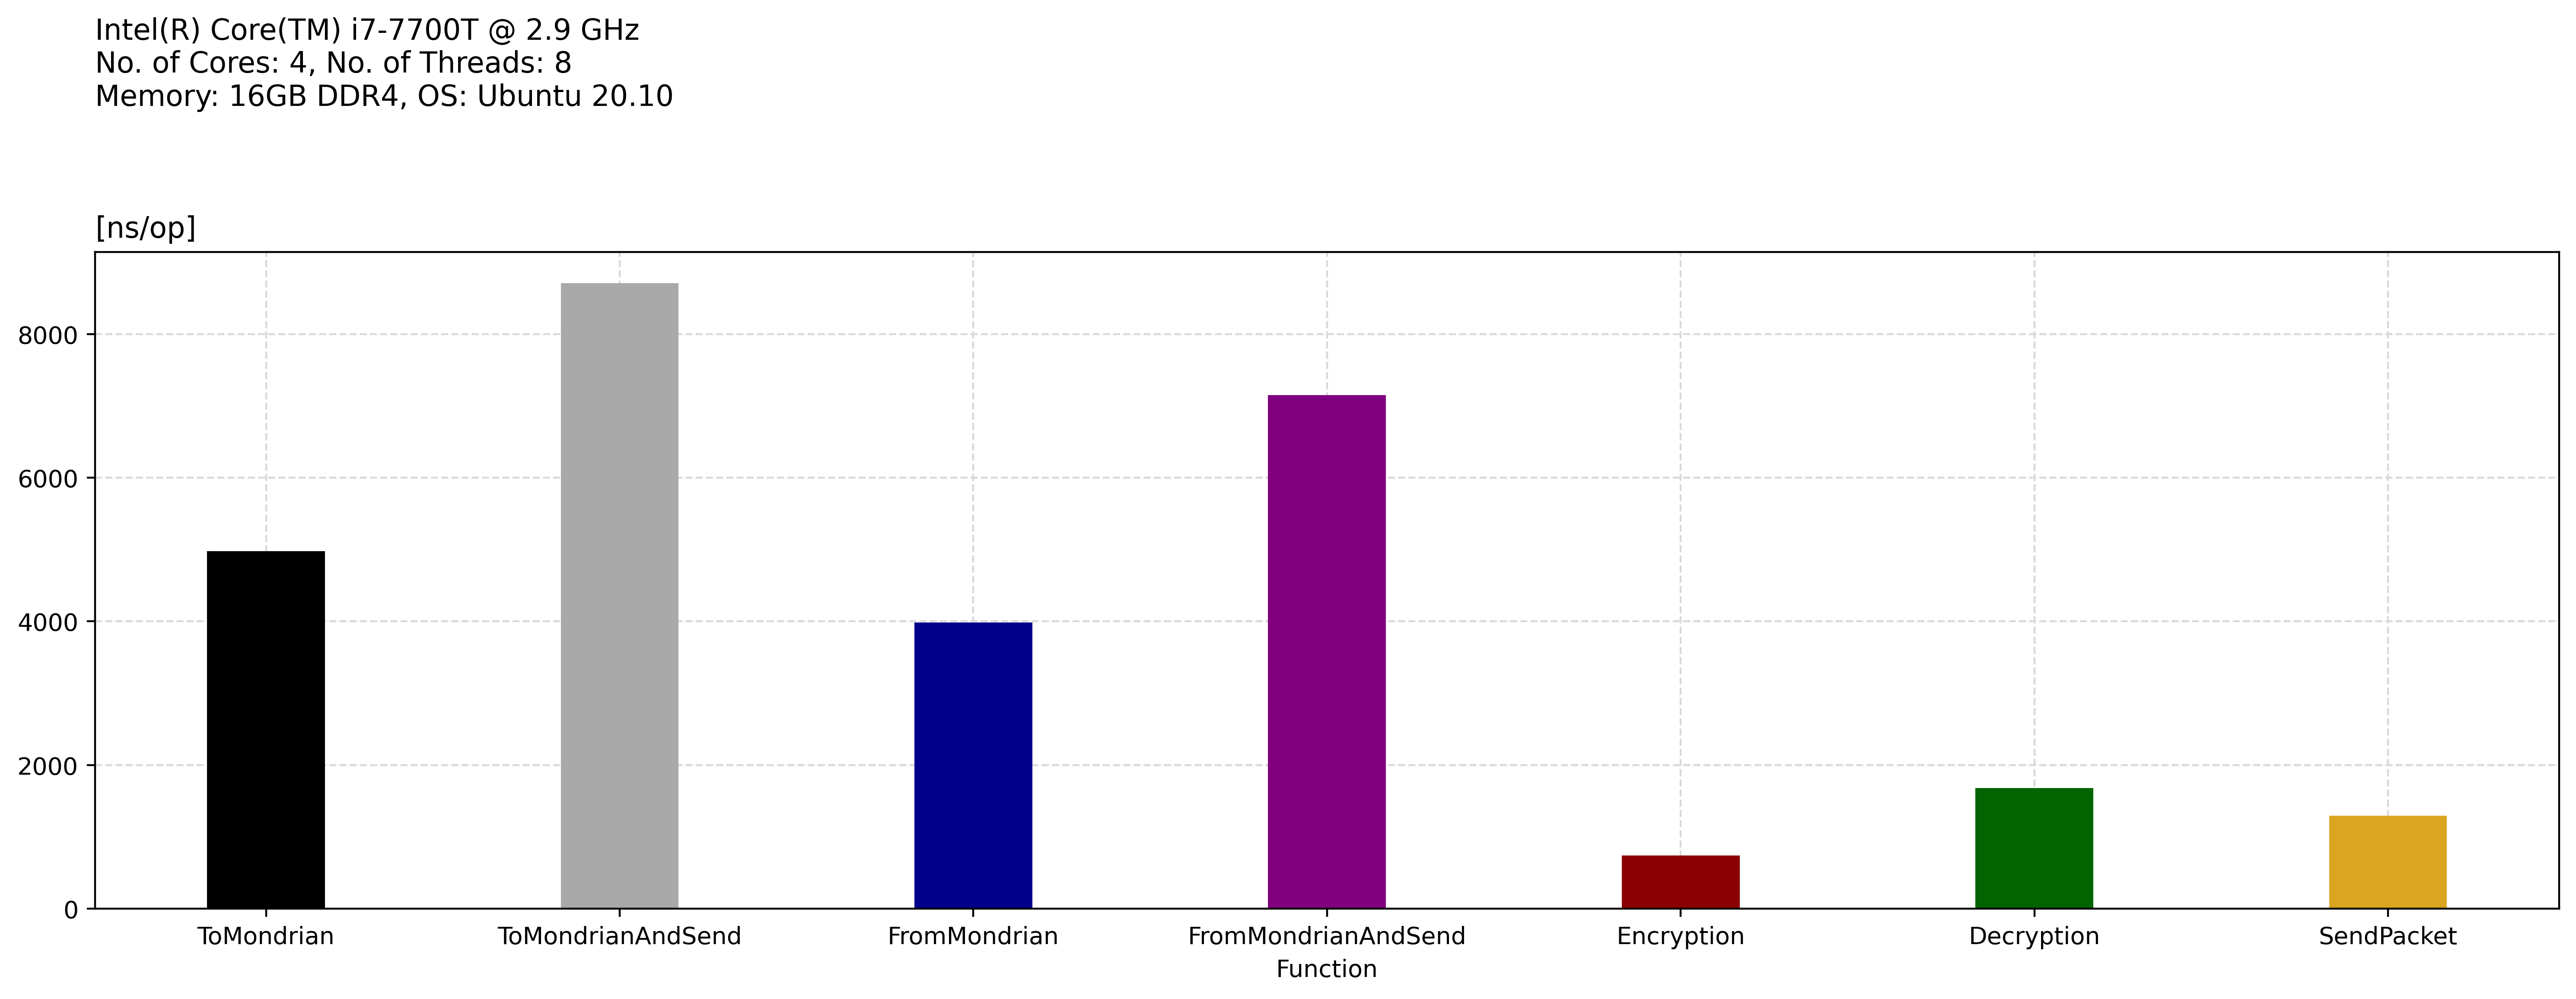 Intel(R) Core(TM) i7-7700T @ 2.9 GHz
No. of Cores: 4, No. of Threads: 8
Memory: 16GB DDR4, OS: Ubuntu 20.10
[ns/op]
8000
6000
4000
2000
0
ToMondrian ToMondrianAndSend FromMondrian FromMondrianAndSend Encryption Decryption SendPacket
Function